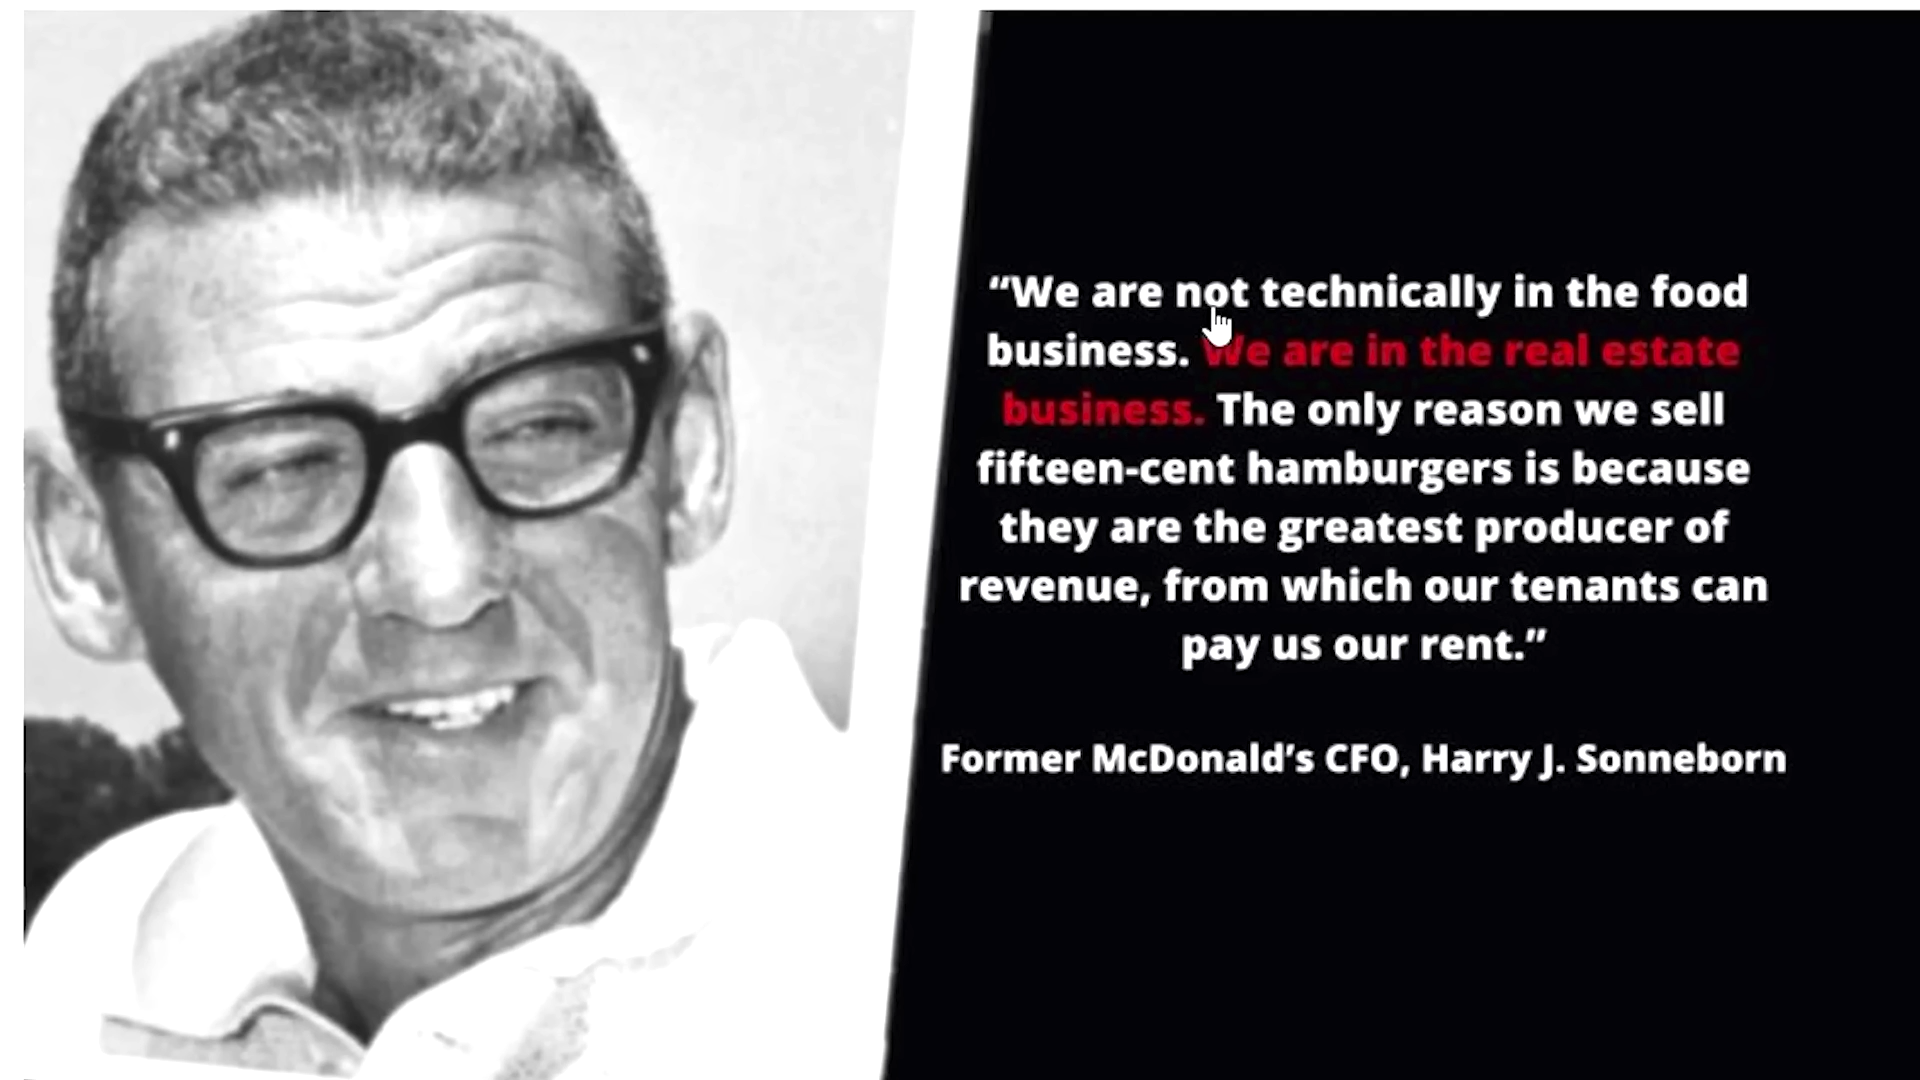 “We are not technically in the food
business. We are in the real estate
business. The only reason we sell
fifteen-cent hamburgers is because
they are the greatest producer of
revenue, from which our tenants can
pay us our rent.”
Former McDonald’s CFO, Harry J. Sonneborn